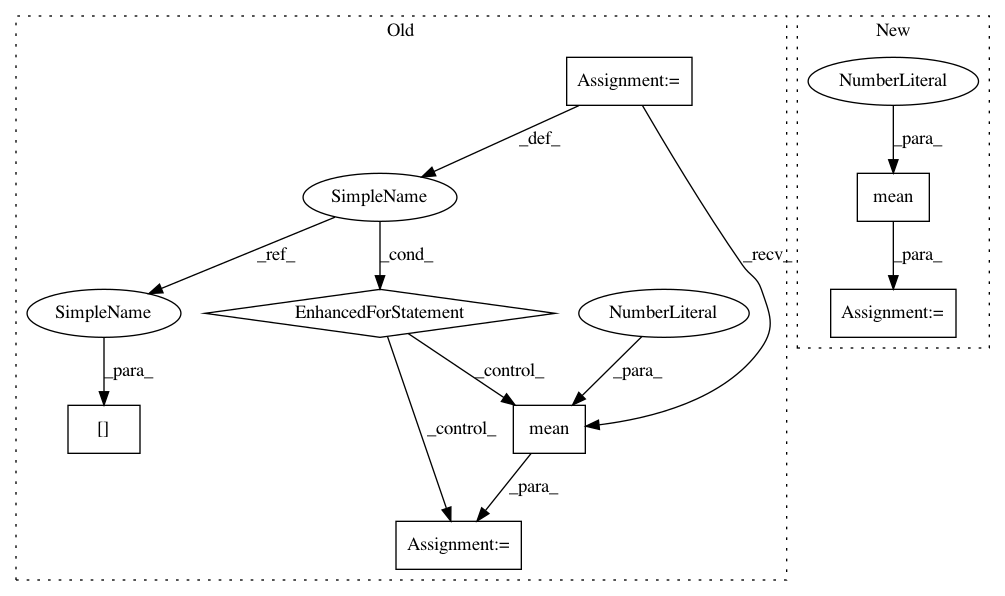 Old
New
Assignment:=
NumberLiteral
_def_
_para_
SimpleName
mean
_ref_
_cond_
_recv_
_para_
SimpleName
EnhancedForStatement
NumberLiteral
Assignment:=
_para_
_control_
_para_
[]
_control_
mean
_para_
Assignment:=